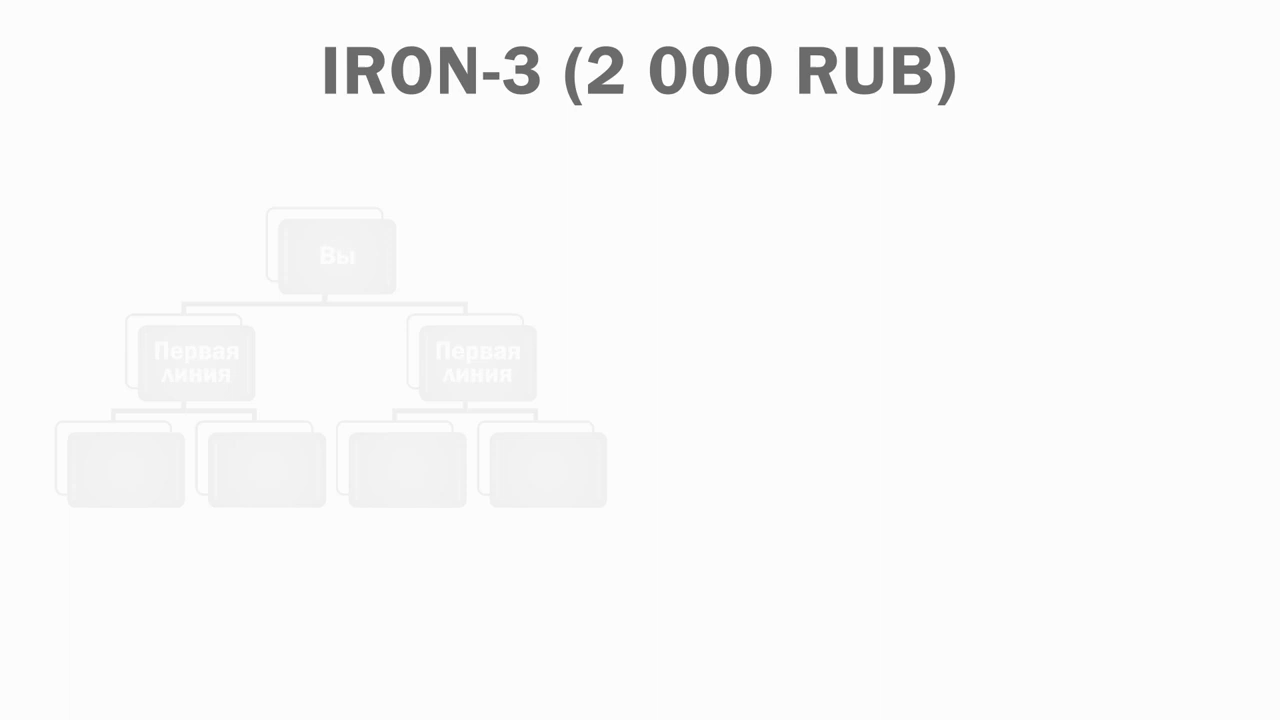 IRON-3 (2 000 RUB)
Вы
Первая
линия
Первая
линия